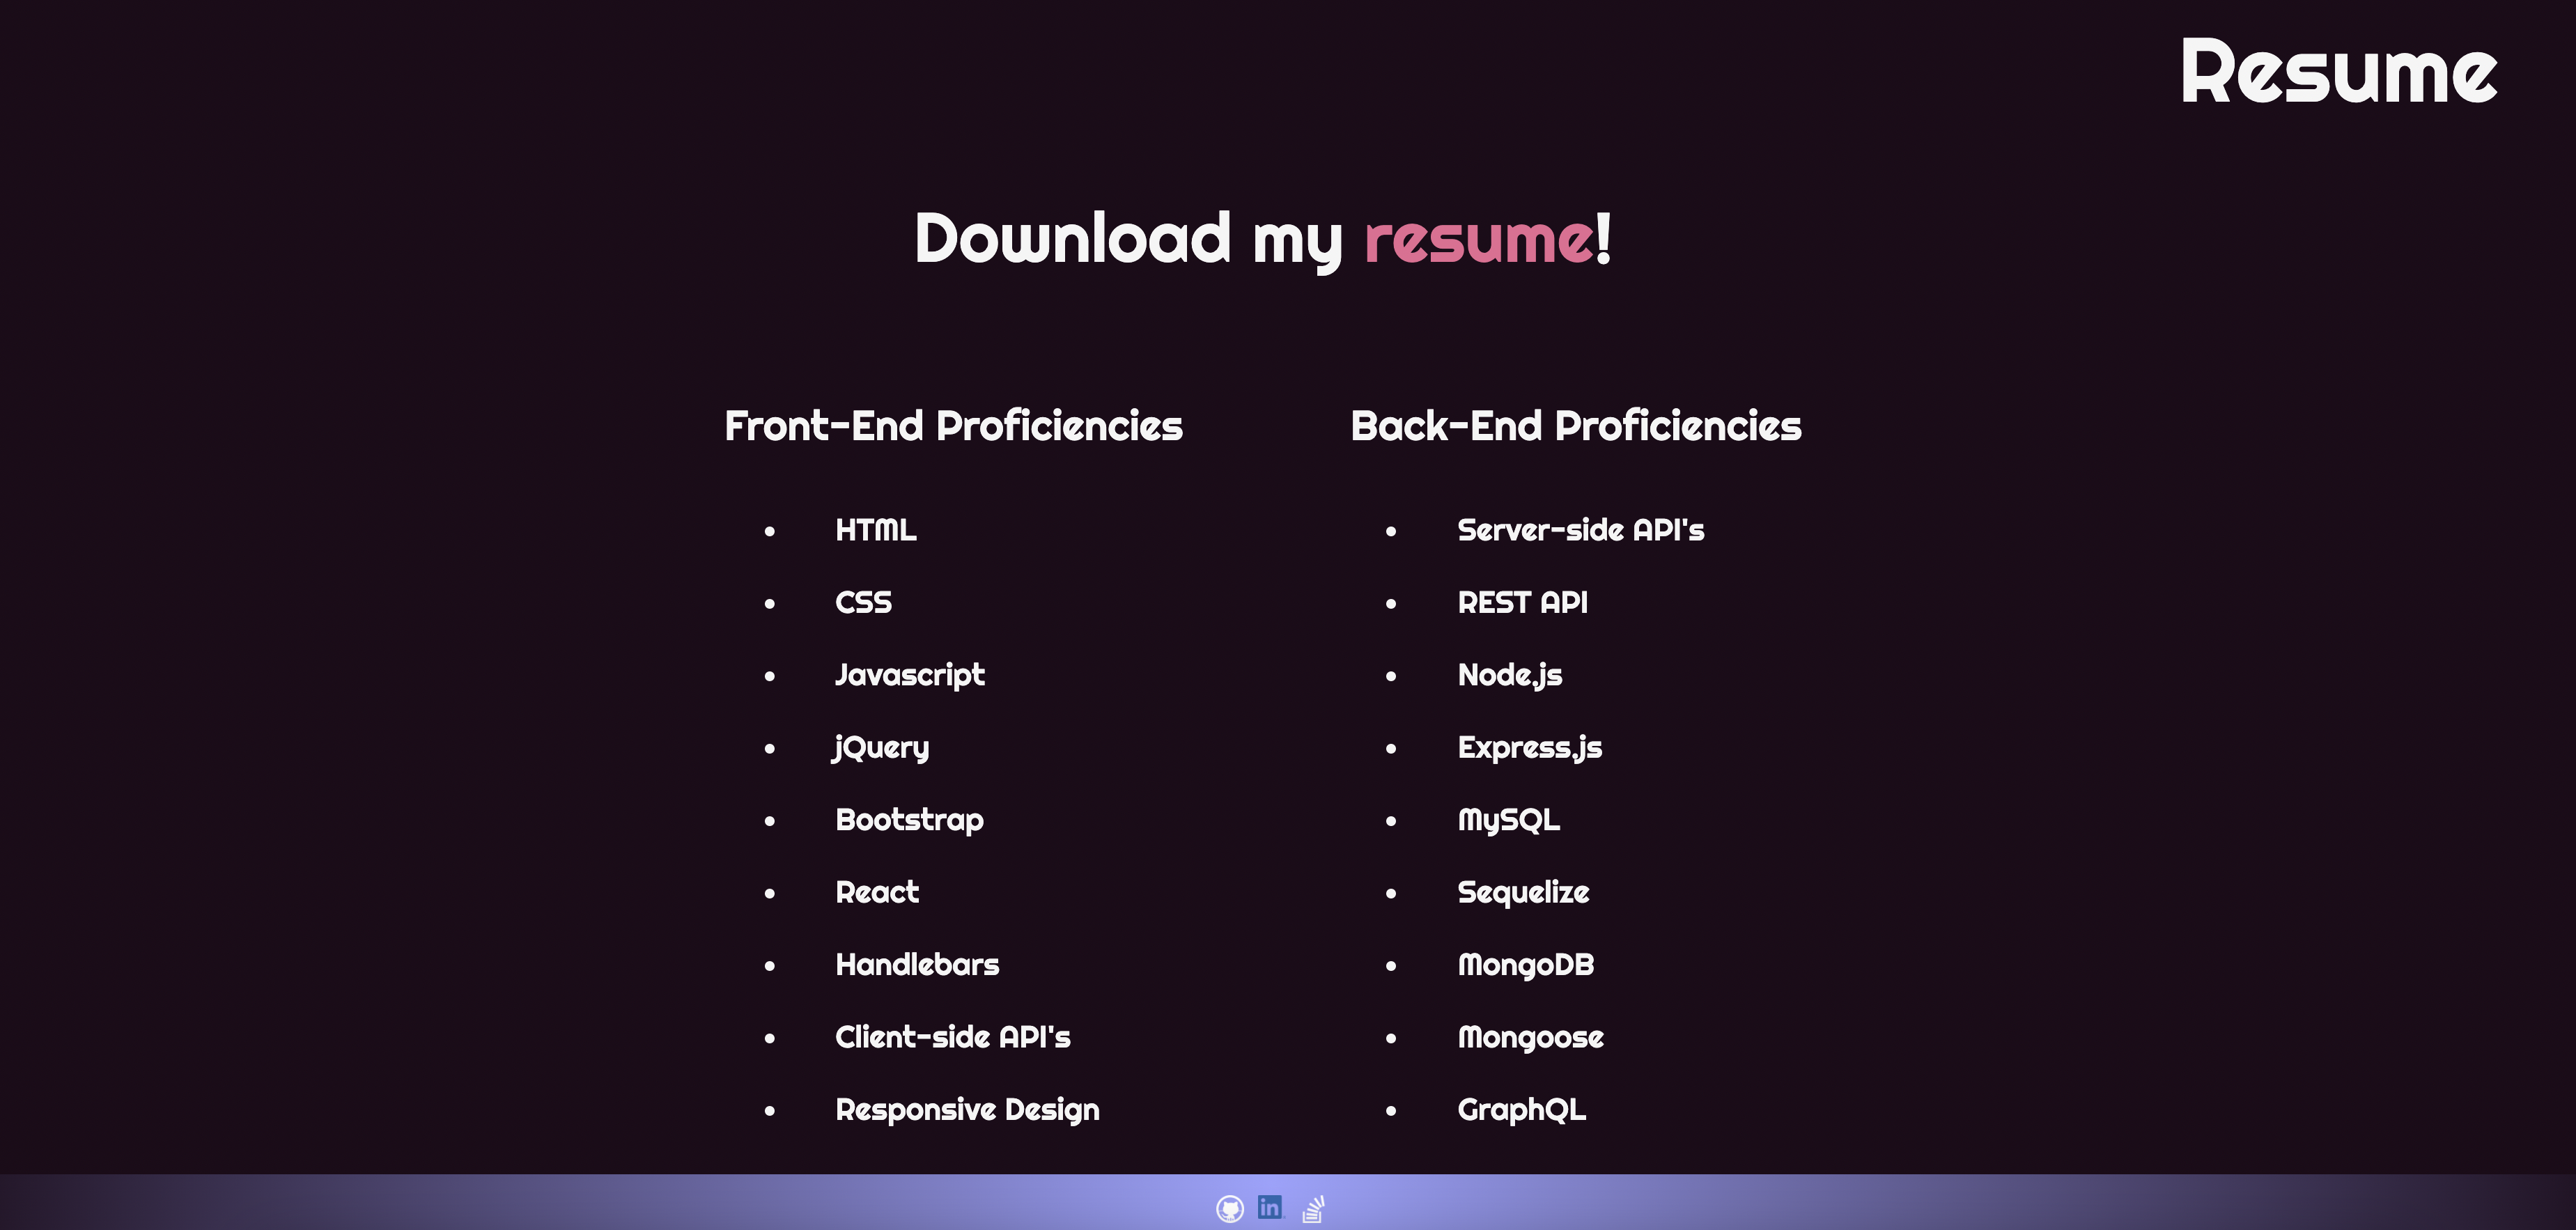 Resume
Download my resume!
Front-End Proficiencies
HTML
CSS
Javascript
jQuery
Bootstrap
React
Handlebars
Client-side API's
Responsive Design
Back-End Proficiencies
Server-side API's
REST API
Node.js
Express.js
MySQL
Sequelize
MongoDB
Mongoose
GraphQL
in